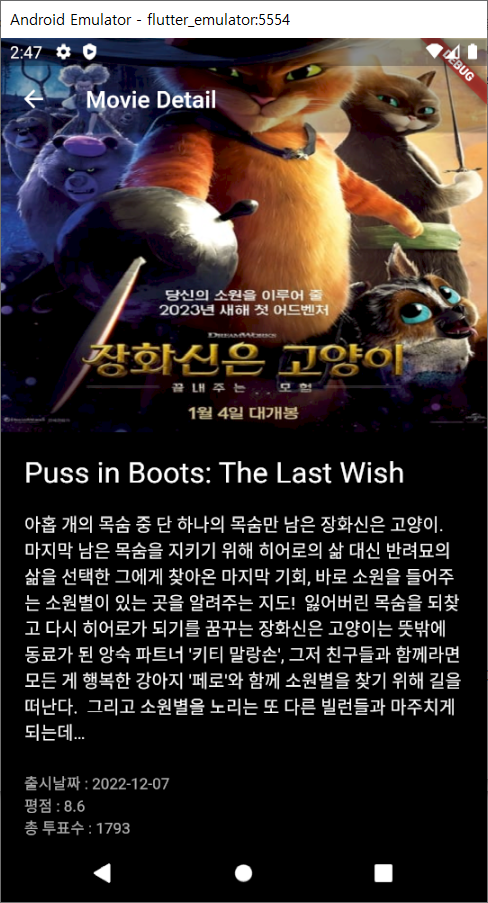 Android Emulator - flutter_emulator:5554
2:47
DEBUG
Movie Detail
당신의 소원을 이루어 줄
2023년 새해 첫 어드벤처
DREAMWORKS
장화신은 고양이
끝내주는 모험
1월 4일 대개봉
Puss in Boots: The Last Wish
아홉 개의 목숨 중 단 하나의 목숨만 남은 장화신은 고양이.
마지막 남은 목숨을 지키기 위해 히어로의 삶 대신 반려묘의
삶을 선택한 그에게 찾아온 마지막 기회, 바로 소원을 들어주
는 소원별이 있는 곳을 알려주는 지도! 잃어버린 목숨을 되찾
고 다시 히어로가 되기를 꿈꾸는 장화신은 고양이는 뜻밖에
동료가 된 앙숙 파트너 '키티 말랑손', 그저 친구들과 함께라면
모든 게 행복한 강아지 '페로'와 함께 소원별을 찾기 위해 길을
떠난다. 그리고 소원별을 노리는 또 다른 빌런들과 마주치게
되는데…
출시날짜 : 2022-12-07
평점 : 8.6
총 투표수 : 1793